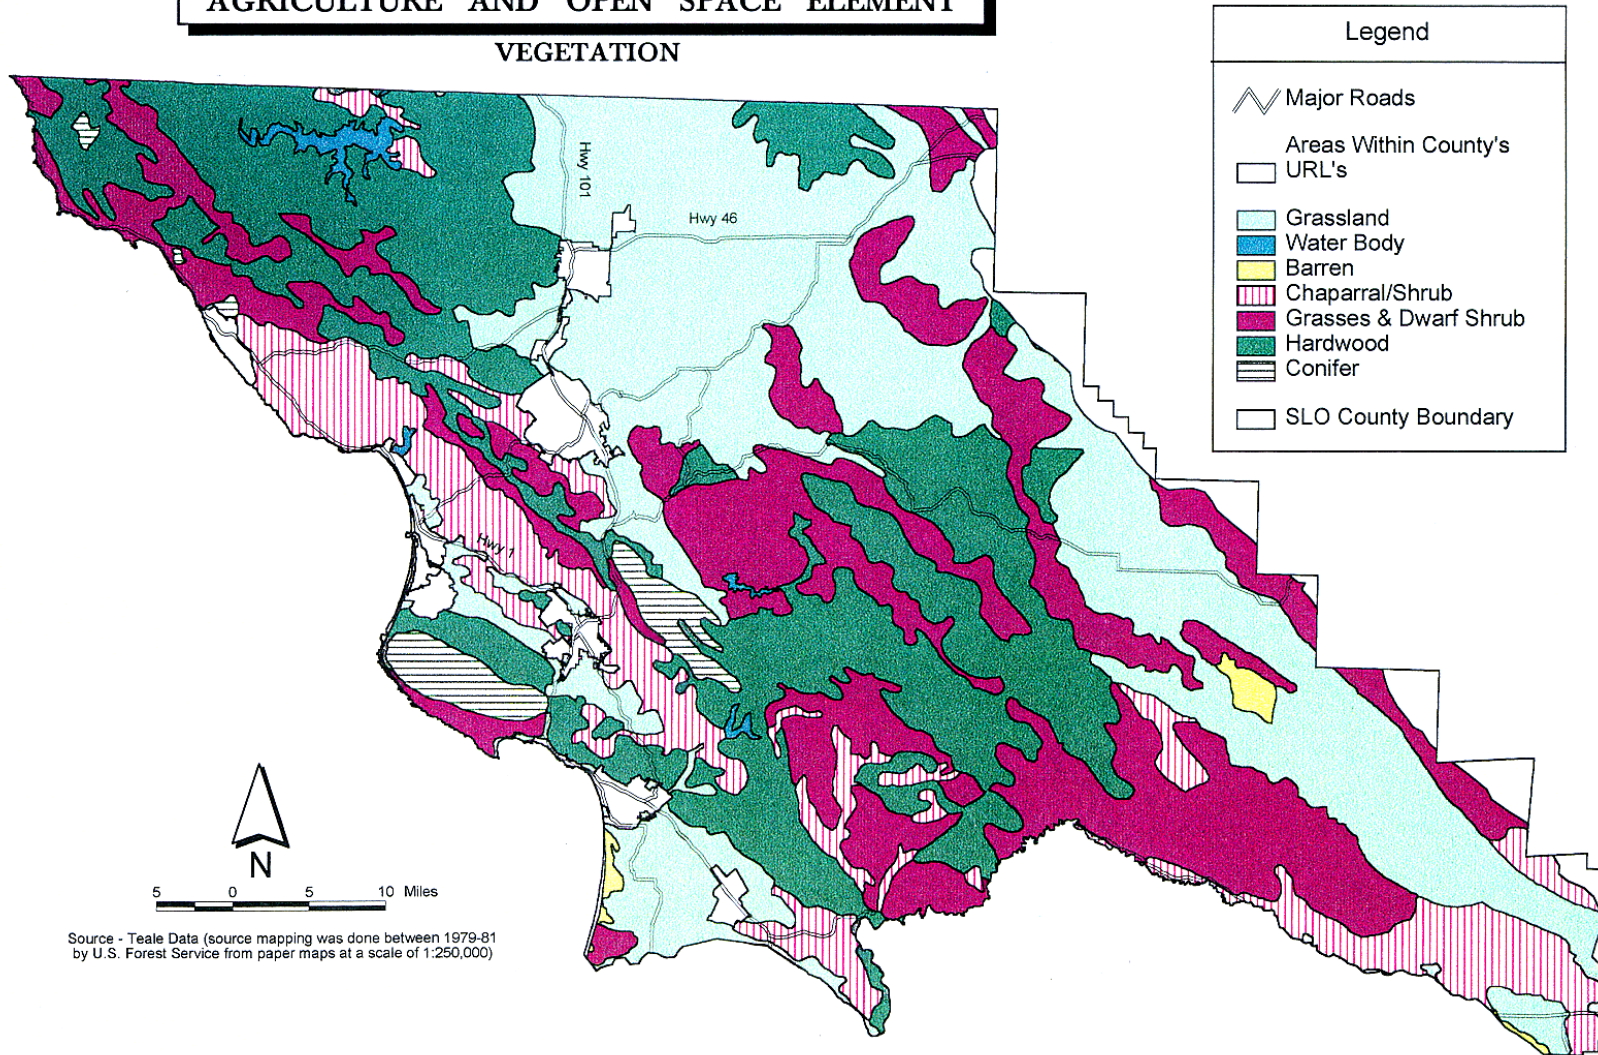 AGRICULTURE AND OPEN SPACE ELEMENT
VEGETATION
Legend
Major Roads
Areas Within County's
URL's
Grassland
Water Body
Barren
Chaparral/Shrub
Grasses & Dwarf Shrub
Hardwood
Conifer
SLO County Boundary
Hwy 101
Hwy 46
Hwy 1
N
5 0 5 10 Miles
Source - Teale Data (source mapping was done between 1979-81
by U.S. Forest Service from paper maps at a scale of 1:250,000)